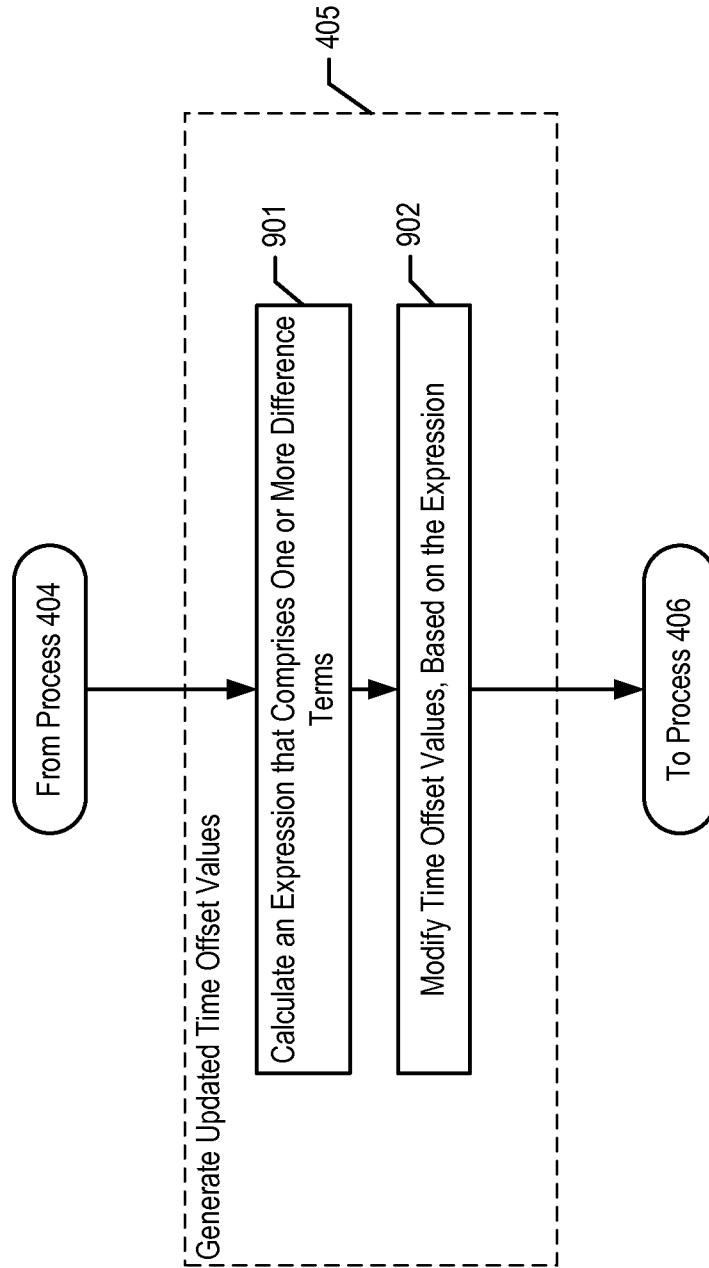 From Process 404
405
Generate Updated Time Offset Values
901
Calculate an Expression that Comprises One or More Difference
Terms
902
Modify Time Offset Values, Based on the Expression
To Process 406